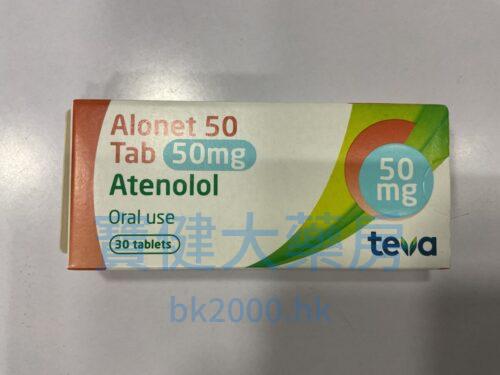 Alonet 50
Tab 50mg
Atenolol
Oral use
30 tablets
50
mg
teva
寶健大藥房
bk2000.hk